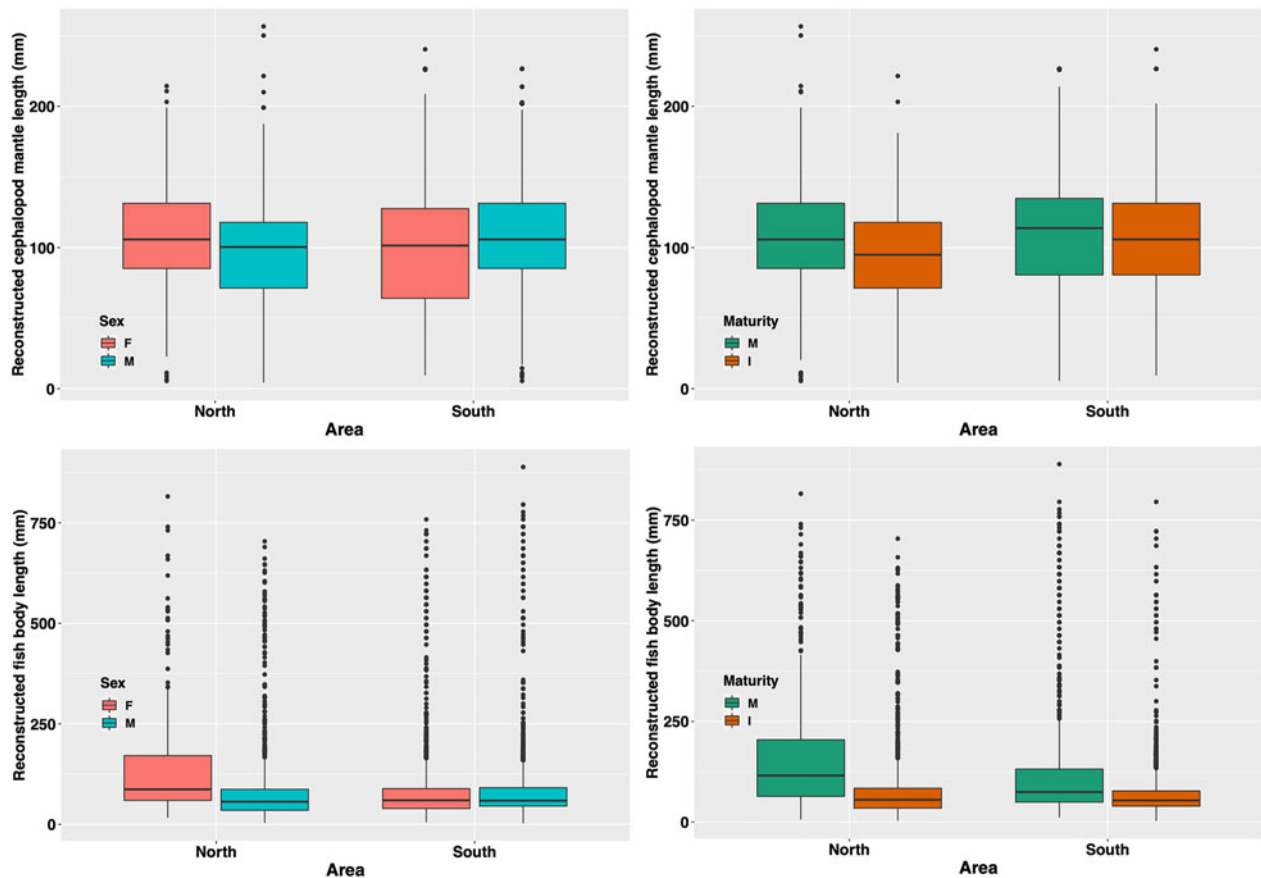 Reconstructed cephalopod mantle length (mm)
200
100
0
Sex
F
M
North
South
Area
Reconstructed cephalopod mantle length (mm)
200
100
0
Maturity
M
I
North
South
Area
Reconstructed fish body length (mm)
750
500
250
0
Sex
F
M
North
South
Area
Reconstructed fish body length (mm)
750
500
250
0
Maturity
M
I
North
South
Area